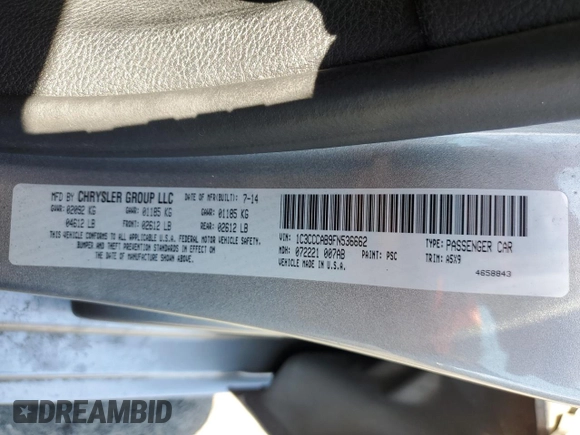 MFD BY CHRYSLER GROUP LLC DATE OF MFR(BUILT): 7-14
GVWR: 02092 KG GAWR: 01185 KG GAWR: 01185 KG
04612 LB FRONT: 02612 LB REAR: 02612 LB
THIS VEHICLE CONFORMS TO ALL APPLICABLE U.S.A. FEDERAL MOTOR VEHICLE SAFETY,
BUMPER AND THEFT PREVENTION STANDARDS IN EFFECT ON
THE DATE OF MANUFACTURE SHOWN ABOVE.
VIN: 1C3CCCAB9FN536662 TYPE: PASSENGER CAR
MDH: 072221 007AB PAINT: PSC TRIM: A5X9
VEHICLE MADE IN U.S.A. 4658843
DREAMBID